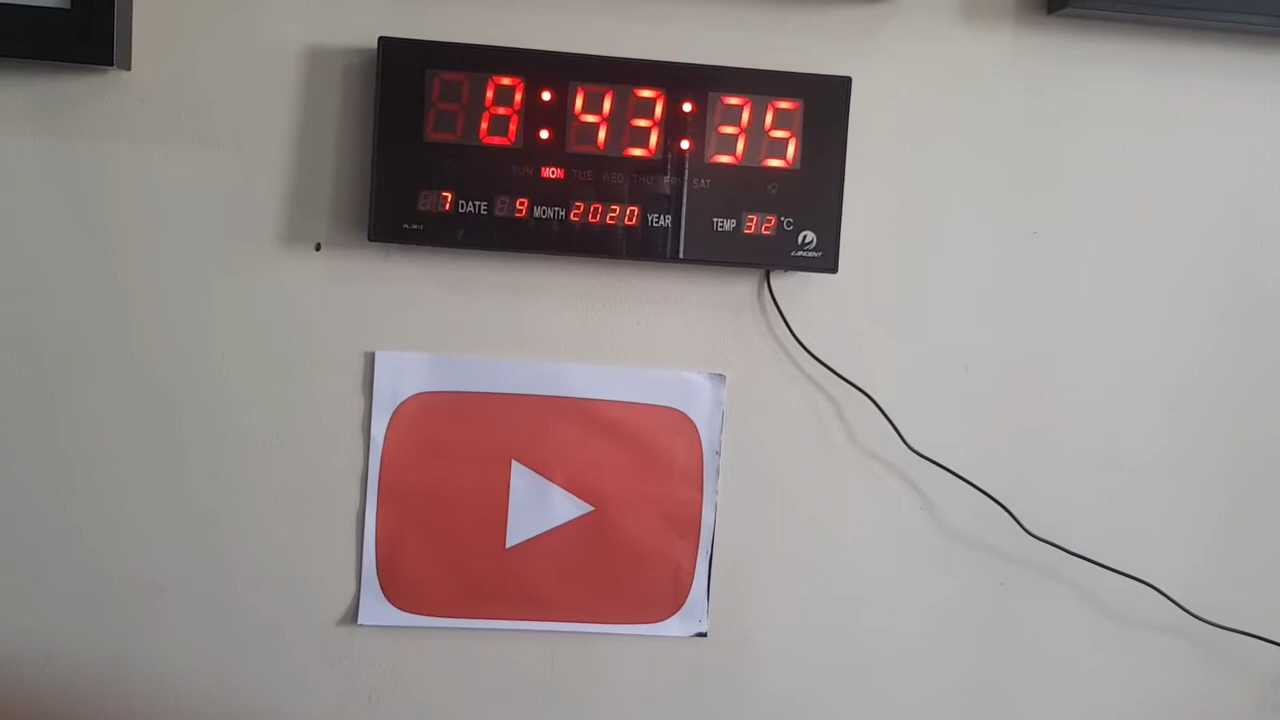 8:43:35
SUN MON TUE WED THU FRI SAT
7 DATE 9 MONTH 2020 YEAR TEMP 32 °C
LANCENT